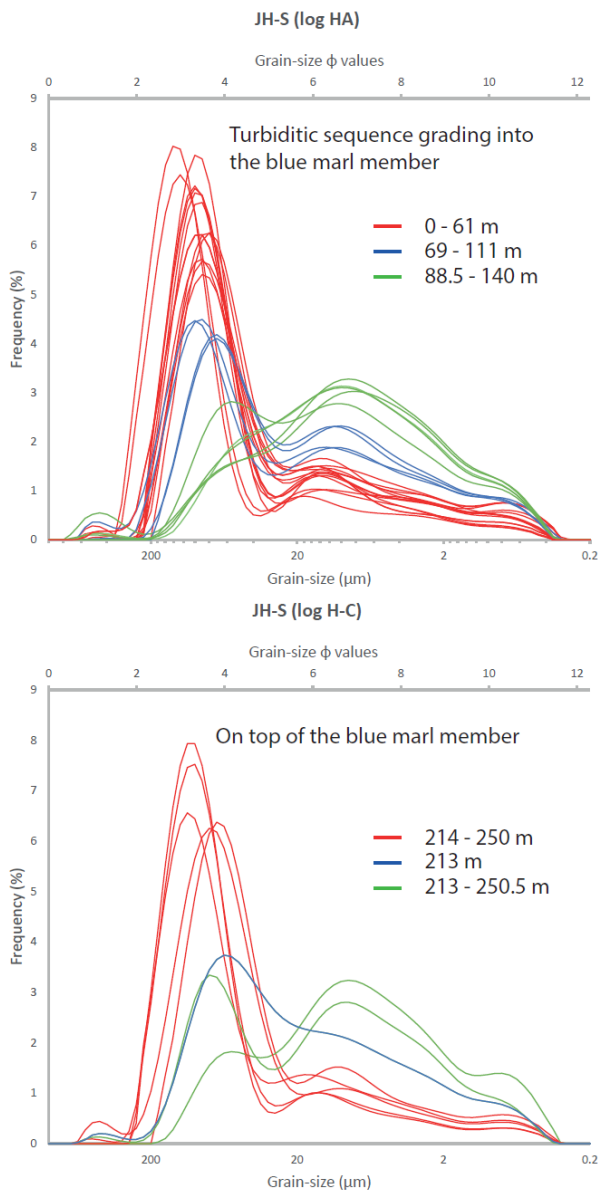 JH-S (log HA)
Grain-size ɸ values
0 2 4 6 8 10 12
9
8
7
6
5
4
3
2
1
0
Frequency (%)
Turbiditic sequence grading into
the blue marl member
0 - 61 m
69 - 111 m
88.5 - 140 m
200 20 2 0.2
Grain-size (μm)
JH-S (log H-C)
Grain-size ɸ values
0 2 4 6 8 10 12
9
8
7
6
5
4
3
2
1
0
Frequency (%)
On top of the blue marl member
214 - 250 m
213 m
213 - 250.5 m
200 20 2 0.2
Grain-size (μm)